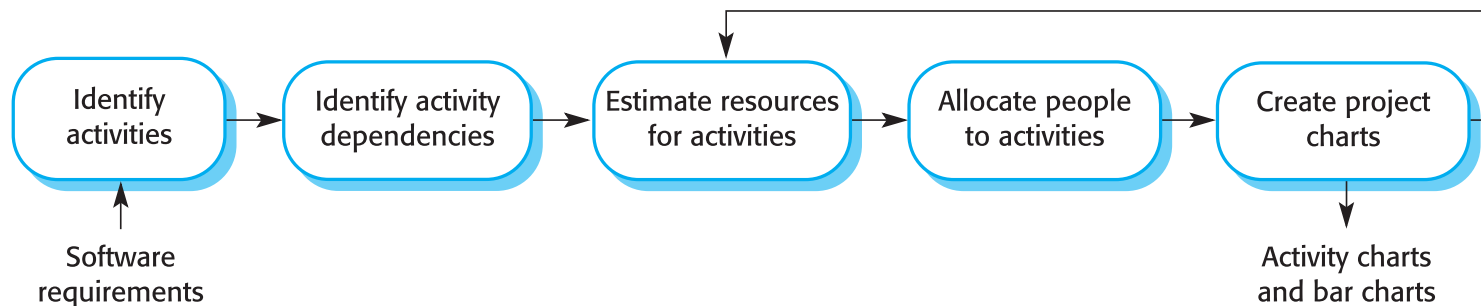 Identify
activities
Identify activity
dependencies
Estimate resources
for activities
Allocate people
to activities
Create project
charts
Software
requirements
Activity charts
and bar charts